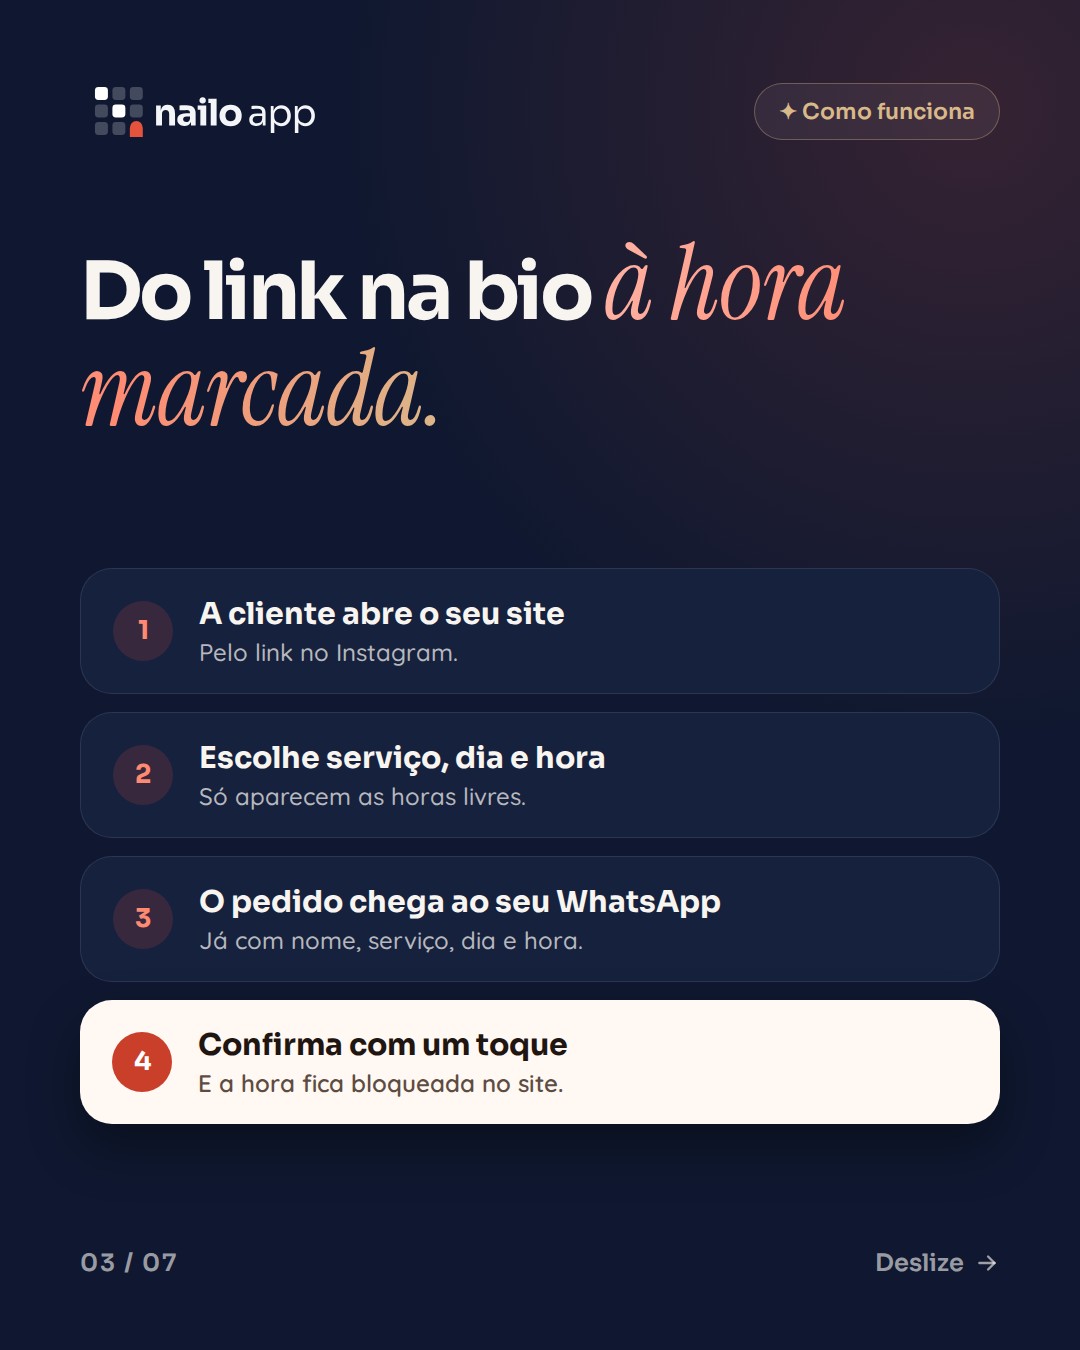 nailo app
✦ Como funciona
Do link na bio à hora
marcada.
1
A cliente abre o seu site
Pelo link no Instagram.
2
Escolhe serviço, dia e hora
Só aparecem as horas livres.
3
O pedido chega ao seu WhatsApp
Já com nome, serviço, dia e hora.
4
Confirma com um toque
E a hora fica bloqueada no site.
03 / 07
Deslize →